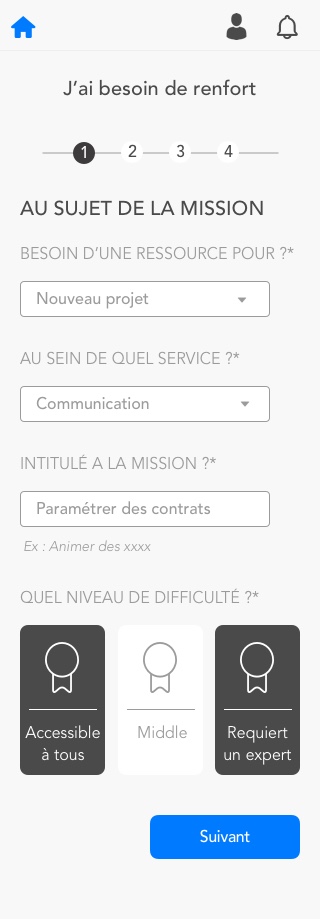 J’ai besoin de renfort
1 2 3 4
AU SUJET DE LA MISSION
BESOIN D’UNE RESSOURCE POUR ?*
Nouveau projet
AU SEIN DE QUEL SERVICE ?*
Communication
INTITULÉ A LA MISSION ?*
Paramétrer des contrats
Ex : Animer des xxxx
QUEL NIVEAU DE DIFFICULTÉ ?*
Accessible
à tous
Middle
Requiert
un expert
Suivant